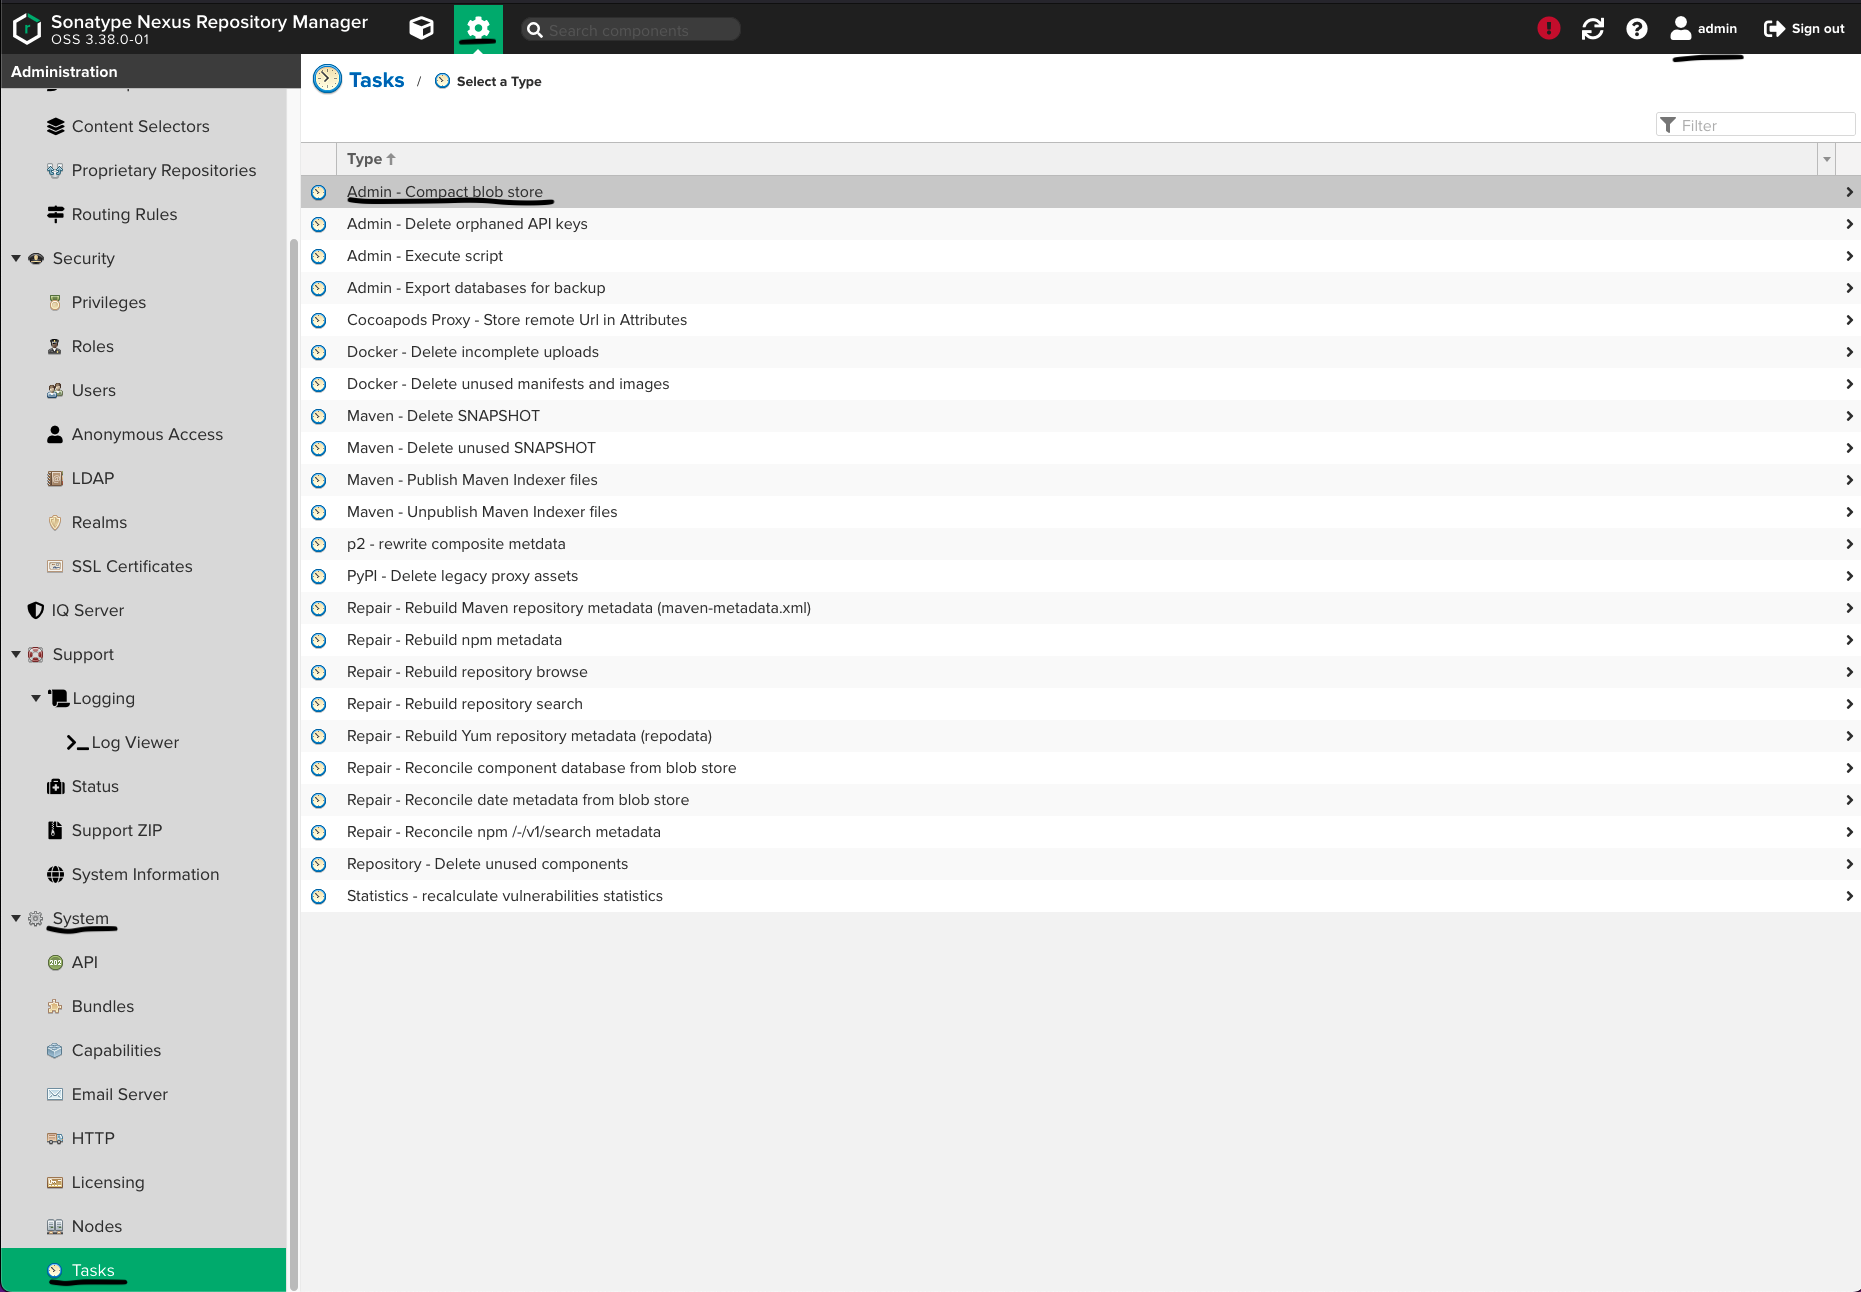 Sonatype Nexus Repository Manager
OSS 3.38.0-01
Search components
admin
Sign out
Administration
Content Selectors
Proprietary Repositories
Routing Rules
Security
Privileges
Roles
Users
Anonymous Access
LDAP
Realms
SSL Certificates
IQ Server
Support
Logging
Log Viewer
Status
Support ZIP
System Information
System
API
Bundles
Capabilities
Email Server
HTTP
Licensing
Nodes
Tasks
Tasks / Select a Type
Filter
Type
Admin - Compact blob store
Admin - Delete orphaned API keys
Admin - Execute script
Admin - Export databases for backup
Cocoapods Proxy - Store remote Url in Attributes
Docker - Delete incomplete uploads
Docker - Delete unused manifests and images
Maven - Delete SNAPSHOT
Maven - Delete unused SNAPSHOT
Maven - Publish Maven Indexer files
Maven - Unpublish Maven Indexer files
p2 - rewrite composite metdata
PyPI - Delete legacy proxy assets
Repair - Rebuild Maven repository metadata (maven-metadata.xml)
Repair - Rebuild npm metadata
Repair - Rebuild repository browse
Repair - Rebuild repository search
Repair - Rebuild Yum repository metadata (repodata)
Repair - Reconcile component database from blob store
Repair - Reconcile date metadata from blob store
Repair - Reconcile npm /-/v1/search metadata
Repository - Delete unused components
Statistics - recalculate vulnerabilities statistics